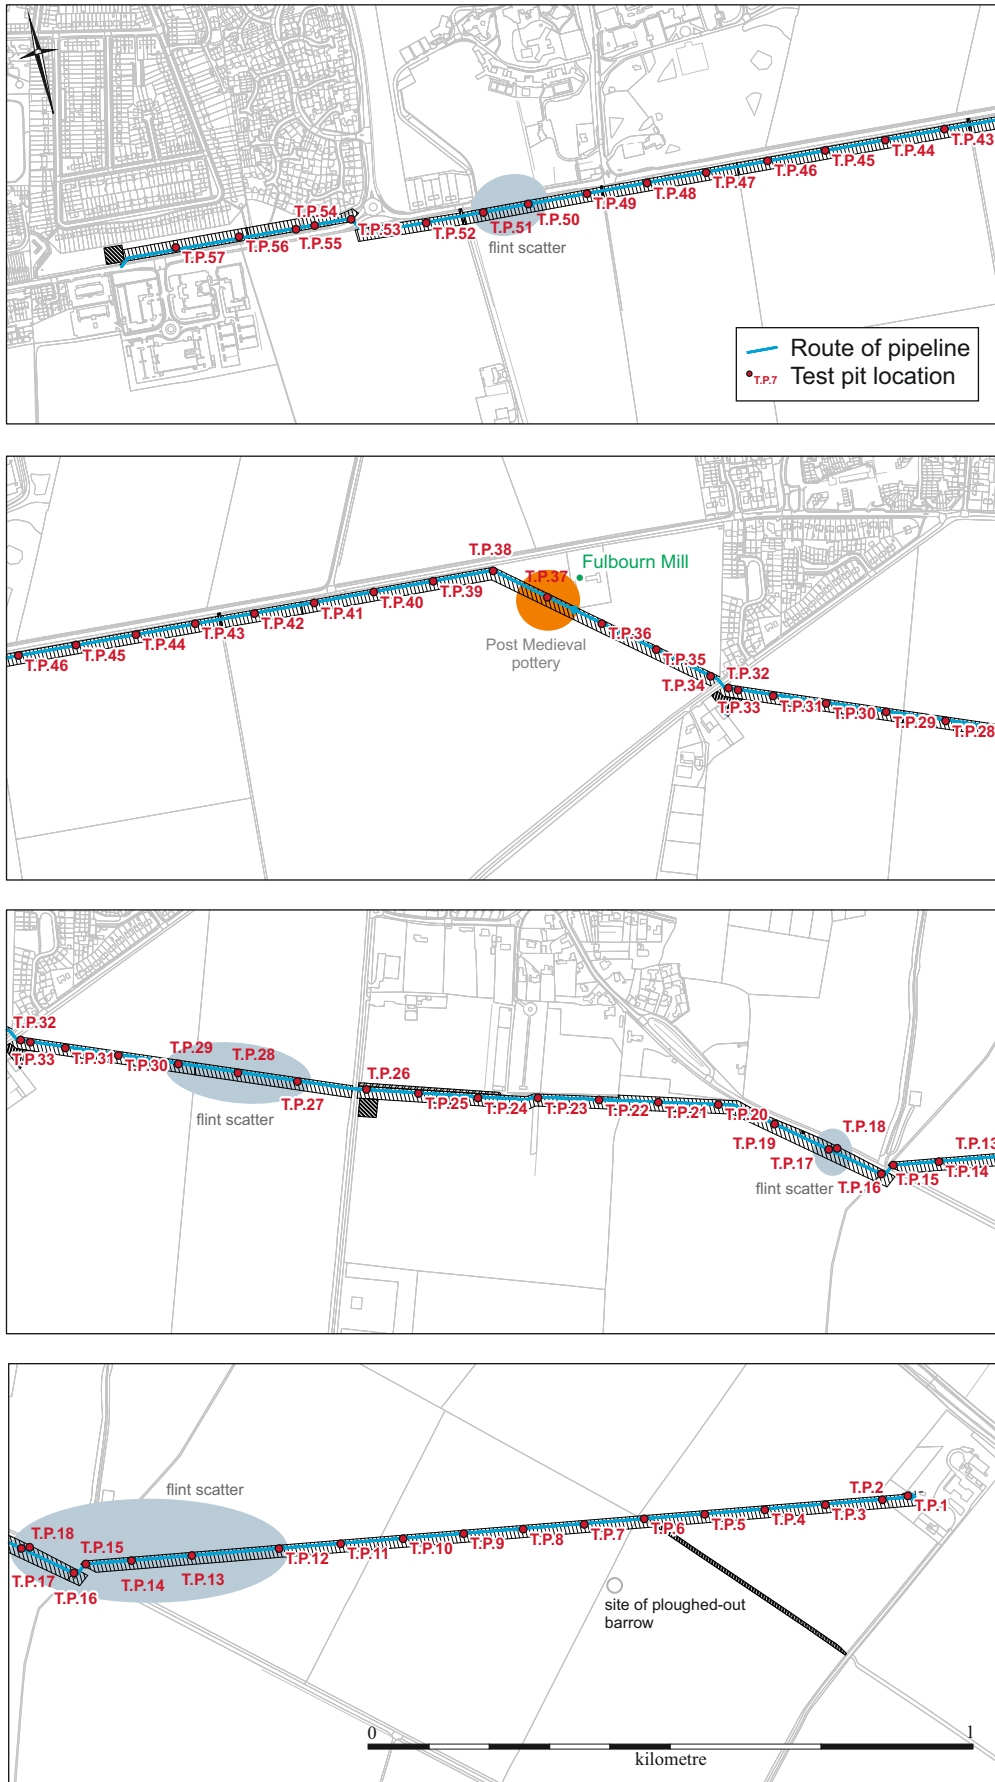 T.P.43
T.P.44
T.P.45
T.P.46
T.P.47
T.P.48
T.P.49
T.P.50
T.P.51
T.P.52
T.P.53
T.P.54
T.P.55
T.P.56
T.P.57
flint scatter
Route of pipeline
T.P.7 Test pit location
T.P.38
T.P.37
Fulbourn Mill
T.P.39
T.P.40
T.P.41
T.P.42
T.P.43
T.P.44
T.P.45
T.P.46
Post Medieval
pottery
T.P.36
T.P.35
T.P.34
T.P.32
T.P.33
T.P.31
T.P.30
T.P.29
T.P.28
T.P.32
T.P.33
T.P.31
T.P.30
T.P.29
T.P.28
T.P.27
flint scatter
T.P.26
T.P.25
T.P.24
T.P.23
T.P.22
T.P.21
T.P.20
T.P.19
T.P.18
T.P.17
flint scatter
T.P.16
T.P.15
T.P.14
T.P.13
flint scatter
T.P.18
T.P.17
T.P.16
T.P.15
T.P.14
T.P.13
T.P.12
T.P.11
T.P.10
T.P.9
T.P.8
T.P.7
T.P.6
T.P.5
T.P.4
T.P.3
T.P.2
T.P.1
site of ploughed-out
barrow
0 1
kilometre